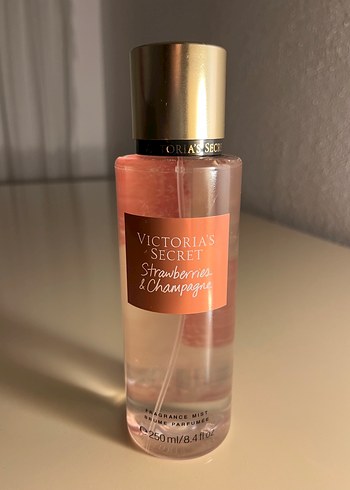 VICTORIA'S SECRET
VICTORIA'S
SECRET
Strawberries
& Champagne
FRAGRANCE MIST
BRUME PARFUMÉE
℮ 250 ml/8.4 fl oz